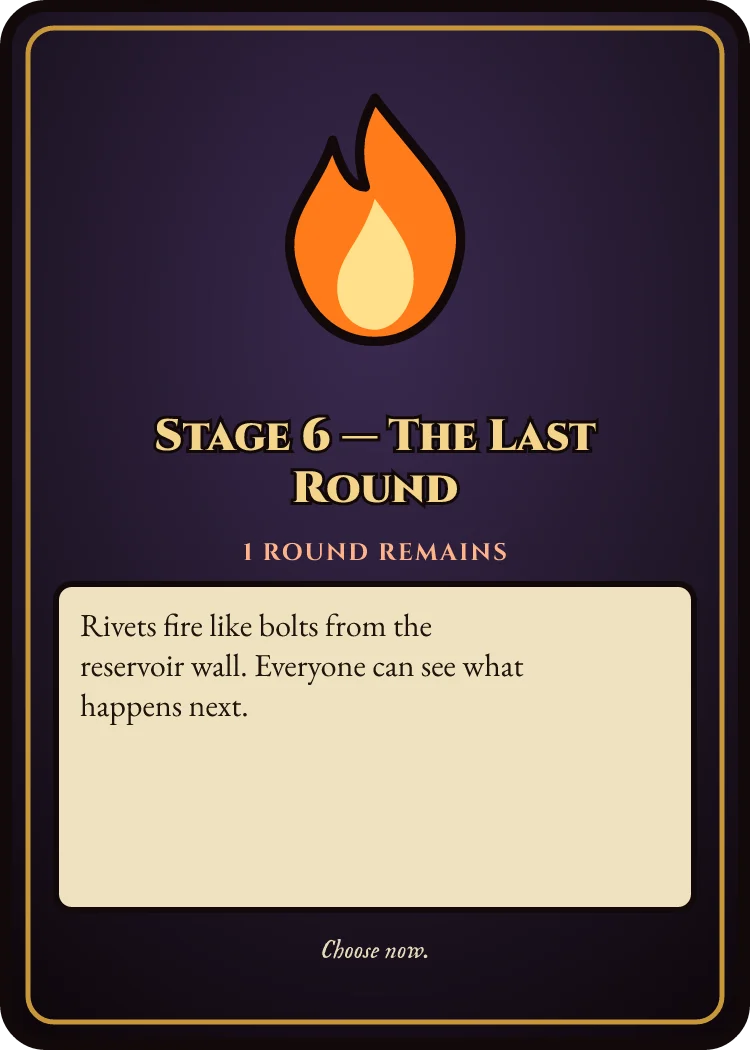 Stage 6 — The Last
Round
1 ROUND REMAINS
Rivets fire like bolts from the
reservoir wall. Everyone can see what
happens next.
Choose now.